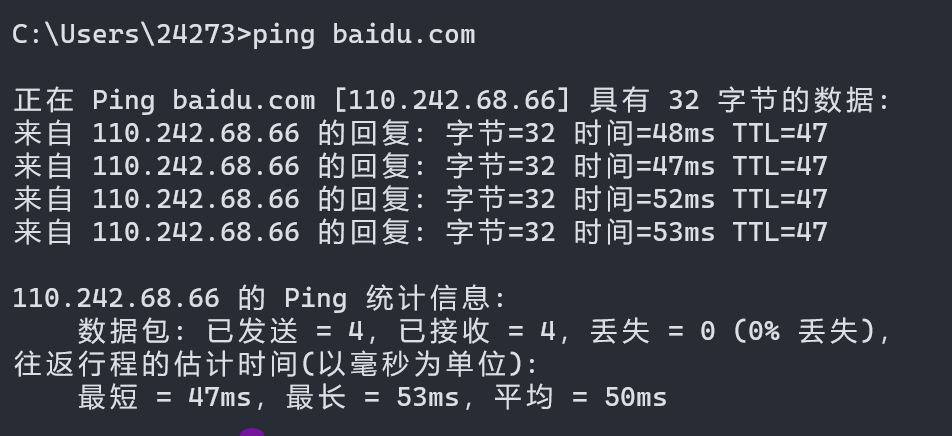 C:\Users\24273>ping baidu.com
正在 Ping baidu.com [110.242.68.66] 具有 32 字节的数据:
来自 110.242.68.66 的回复: 字节=32 时间=48ms TTL=47
来自 110.242.68.66 的回复: 字节=32 时间=47ms TTL=47
来自 110.242.68.66 的回复: 字节=32 时间=52ms TTL=47
来自 110.242.68.66 的回复: 字节=32 时间=53ms TTL=47
110.242.68.66 的 Ping 统计信息:
数据包: 已发送 = 4, 已接收 = 4, 丢失 = 0 (0% 丢失),
往返行程的估计时间(以毫秒为单位):
最短 = 47ms, 最长 = 53ms, 平均 = 50ms